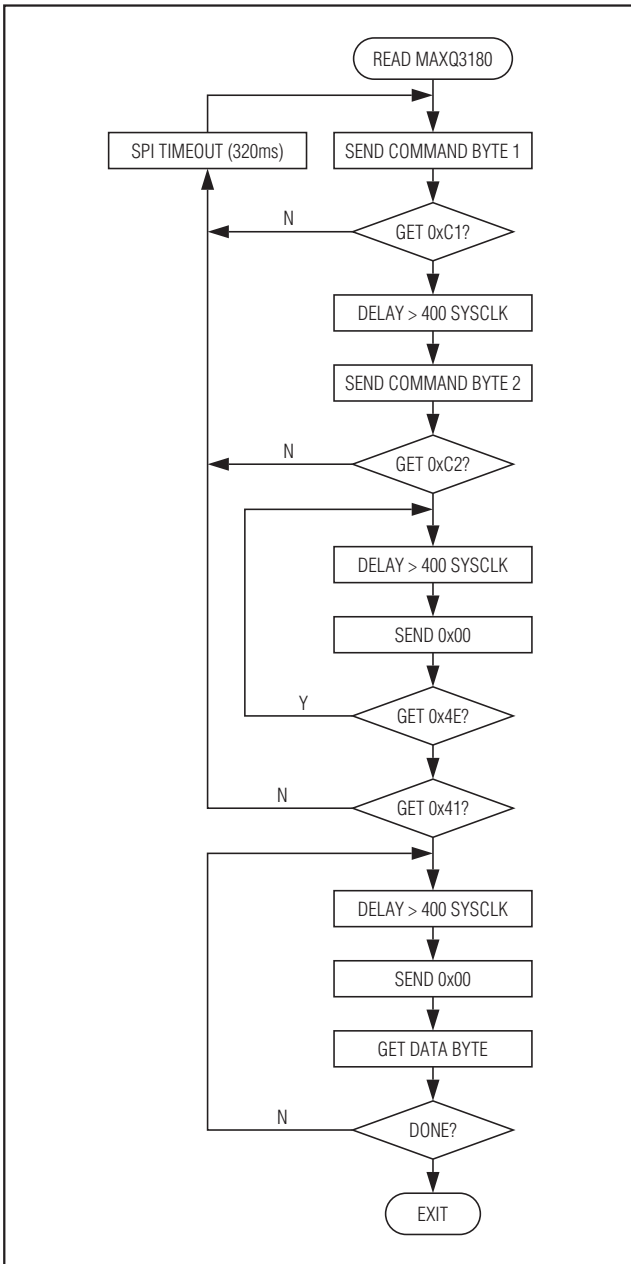 READ MAXQ3180
SPI TIMEOUT (320ms)
SEND COMMAND BYTE 1
N
GET 0xC1?
DELAY > 400 SYSCLK
SEND COMMAND BYTE 2
N
GET 0xC2?
DELAY > 400 SYSCLK
SEND 0x00
Y
GET 0x4E?
N
GET 0x41?
DELAY > 400 SYSCLK
SEND 0x00
GET DATA BYTE
N
DONE?
EXIT